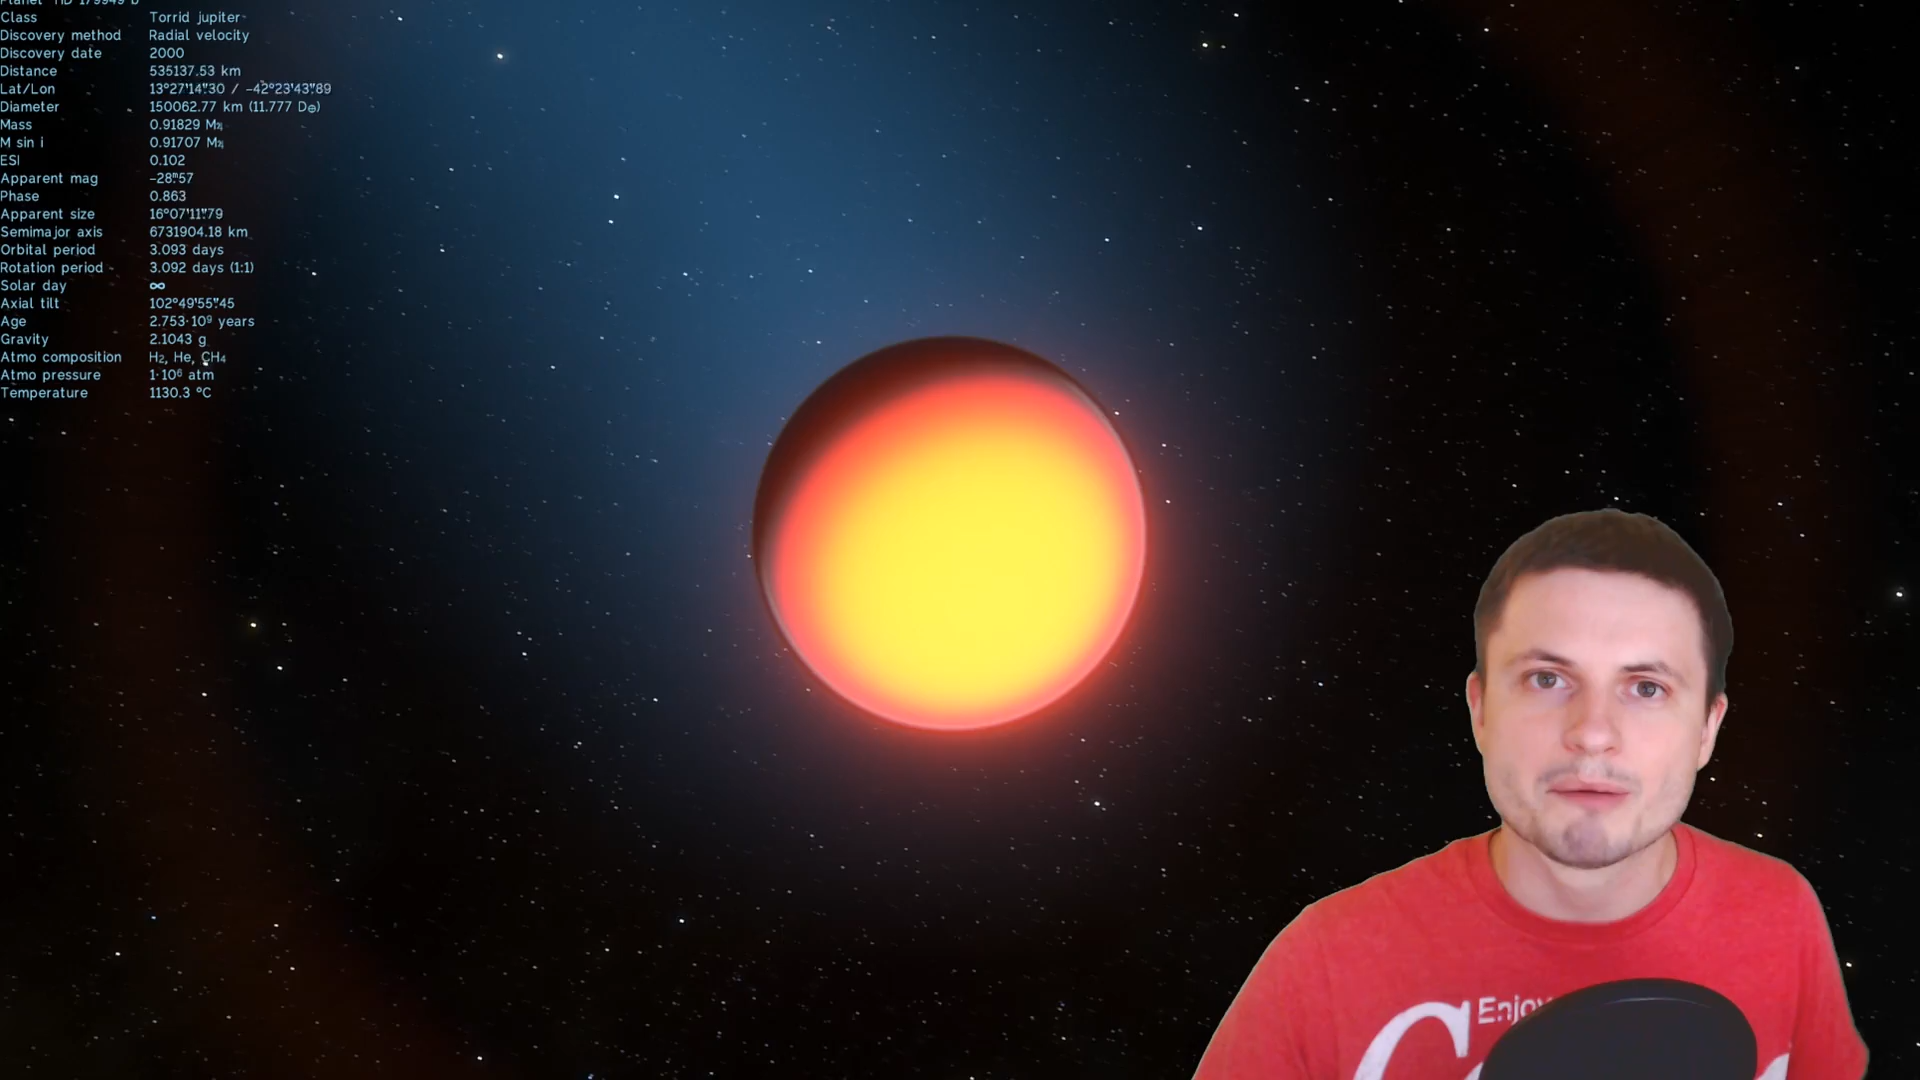 Planet HD 179949 b
Class Torrid jupiter
Discovery method Radial velocity
Discovery date 2000
Distance 535137.53 km
Lat/Lon 13°27'14"30 / -42°23'43"89
Diameter 150062.77 km (11.777 D⊕)
Mass 0.91829 M♃
M sin i 0.91707 M♃
ESI 0.102
Apparent mag -28ᵐ57
Phase 0.863
Apparent size 16°07'11"79
Semimajor axis 6731904.18 km
Orbital period 3.093 days
Rotation period 3.092 days (1:1)
Solar day ∞
Axial tilt 102°49'55"45
Age 2.753·10⁹ years
Gravity 2.1043 g
Atmo composition H₂, He, CH₄
Atmo pressure 1·10⁶ atm
Temperature 1130.3 °C
Enjoy